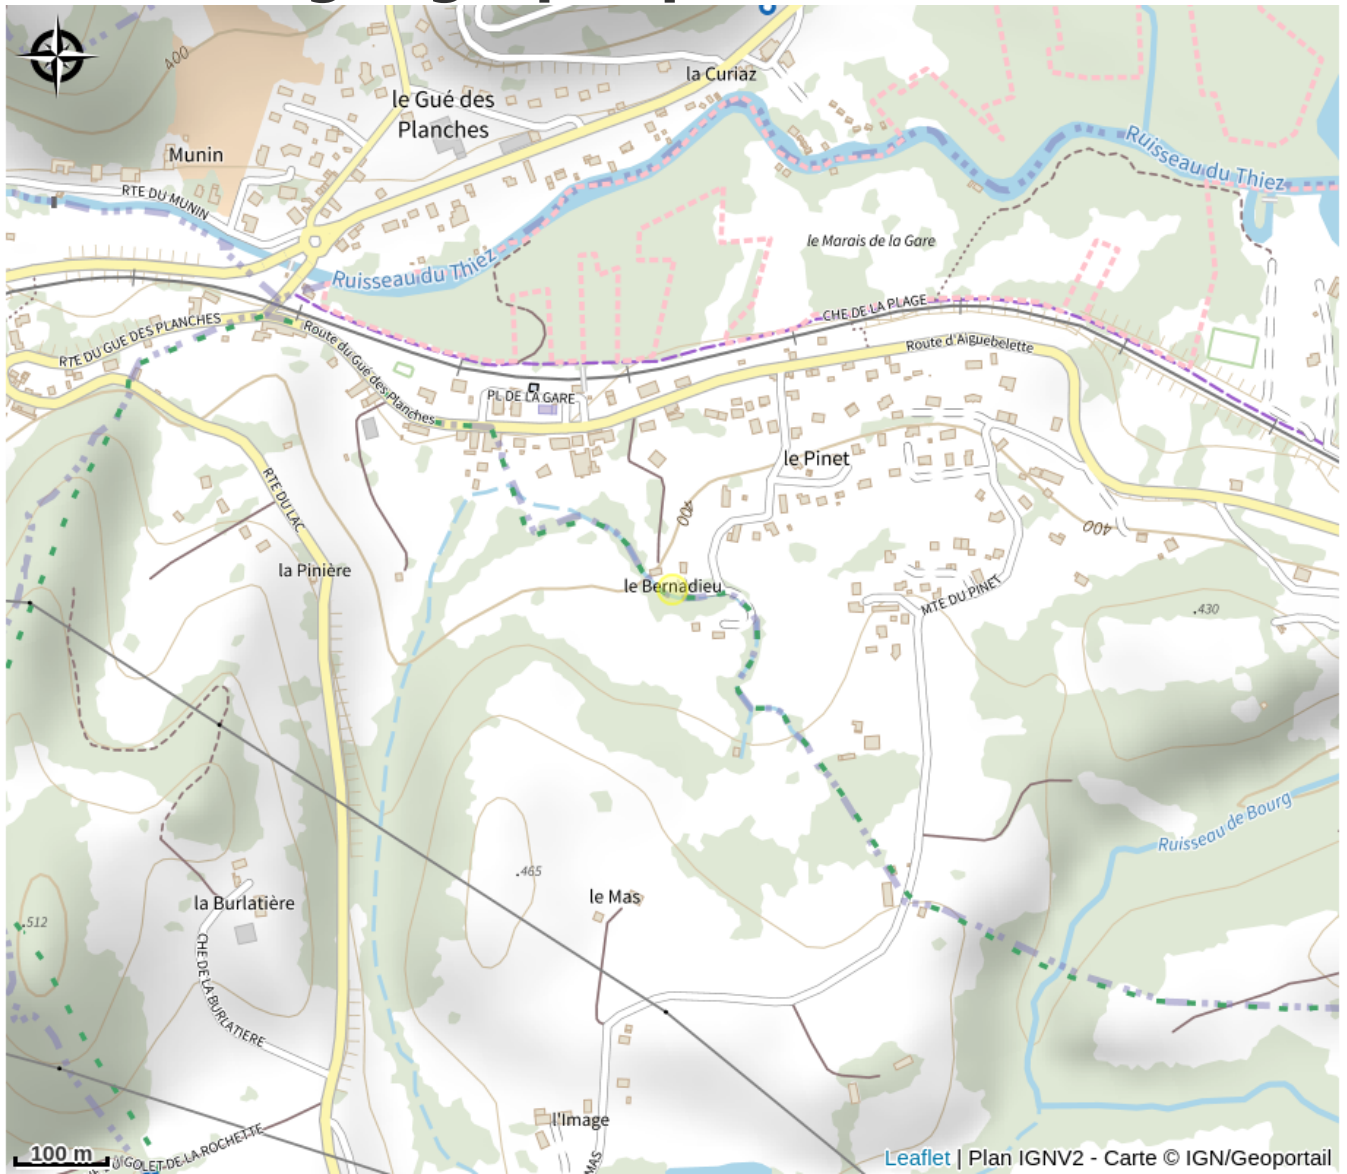 400
la Curiaz
le Gué des
Planches
Munin
Ruisseau du Thiez
RTE DU MUNIN
le Marais de la Gare
Ruisseau du Thiez
CHE DE LA PLAGE
RTE DU GUE DES PLANCHES
Route du Gué des Planches
Route d'Aiguebelette
PL DE LA GARE
le Pinet
RTE DU LAC
400
400
la Pinière
le Bernadieu
MTE DU PINET
430
Ruisseau de Bourg
465
le Mas
la Burlatière
512
CHE DE LA BURLATIERE
l'Image
GOLET DE LA ROCHETTE
MAS
100 m
Leaflet | Plan IGNV2 - Carte © IGN/Geoportail